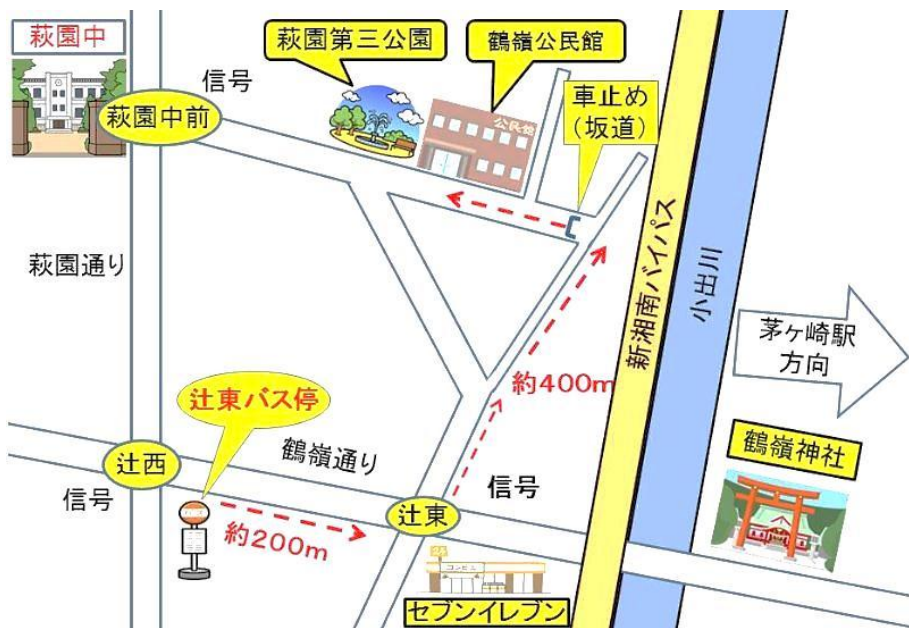 萩園中
萩園第三公園
鶴嶺公民館
信号
車止め
(坂道)
萩園中前
公民館
萩園通り
新湘南バイパス
小出川
茅ヶ崎駅
方向
約400m
辻東バス停
鶴嶺通り
鶴嶺神社
辻西
信号
信号
辻東
約200m
コンビニ
セブンイレブン